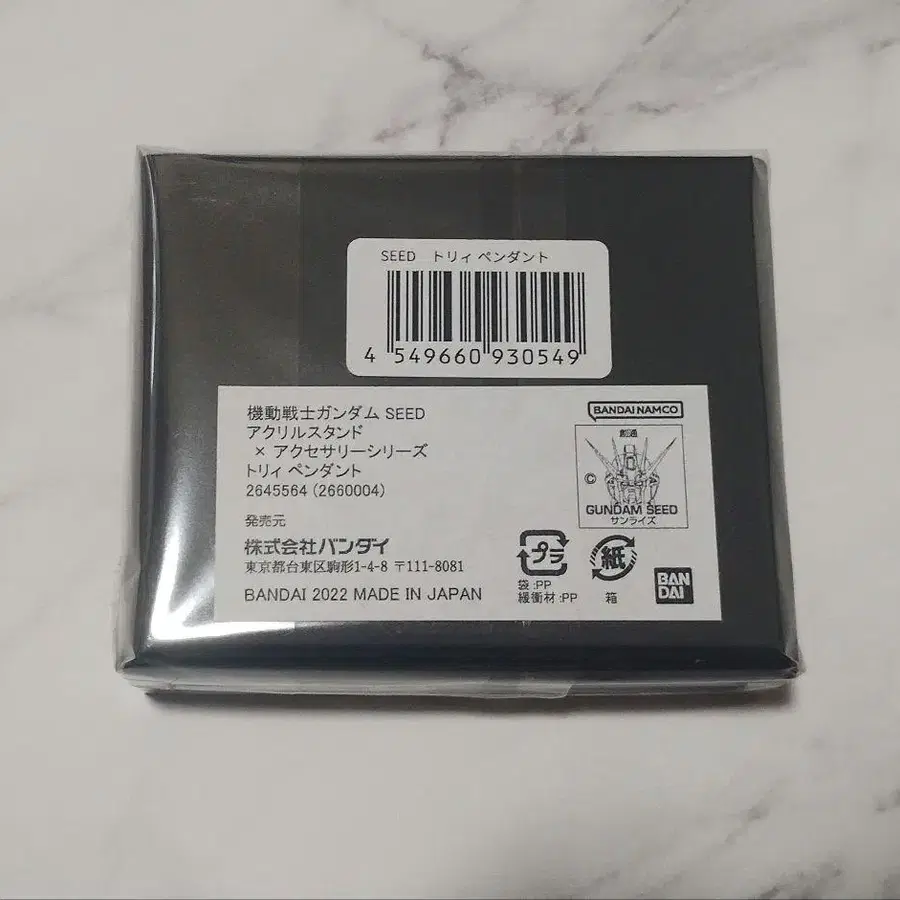 SEED トリィ ペンダント
4 549660 930549
機動戦士ガンダム SEED
アクリルスタンド
× アクセサリーシリーズ
トリィ ペンダント
2645564 (2660004)
発売元
株式会社バンダイ
東京都台東区駒形1-4-8 〒111-8081
BANDAI 2022 MADE IN JAPAN
BANDAI NAMCO
創通
©
GUNDAM SEED
サンライズ
プラ
袋:PP
緩衝材:PP
紙
箱
BAN
DAI